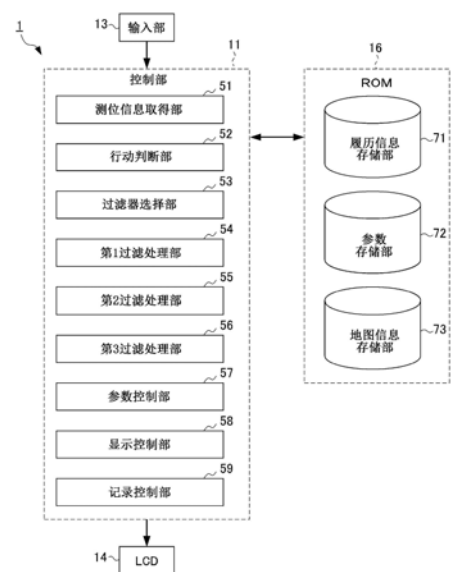 1
13
输入部
11
控制部
51
测位信息取得部
52
行动判断部
53
过滤器选择部
54
第1过滤处理部
55
第2过滤处理部
56
第3过滤处理部
57
参数控制部
58
显示控制部
59
记录控制部
14
LCD
16
ROM
履历信息
存储部
71
参数
存储部
72
地图信息
存储部
73